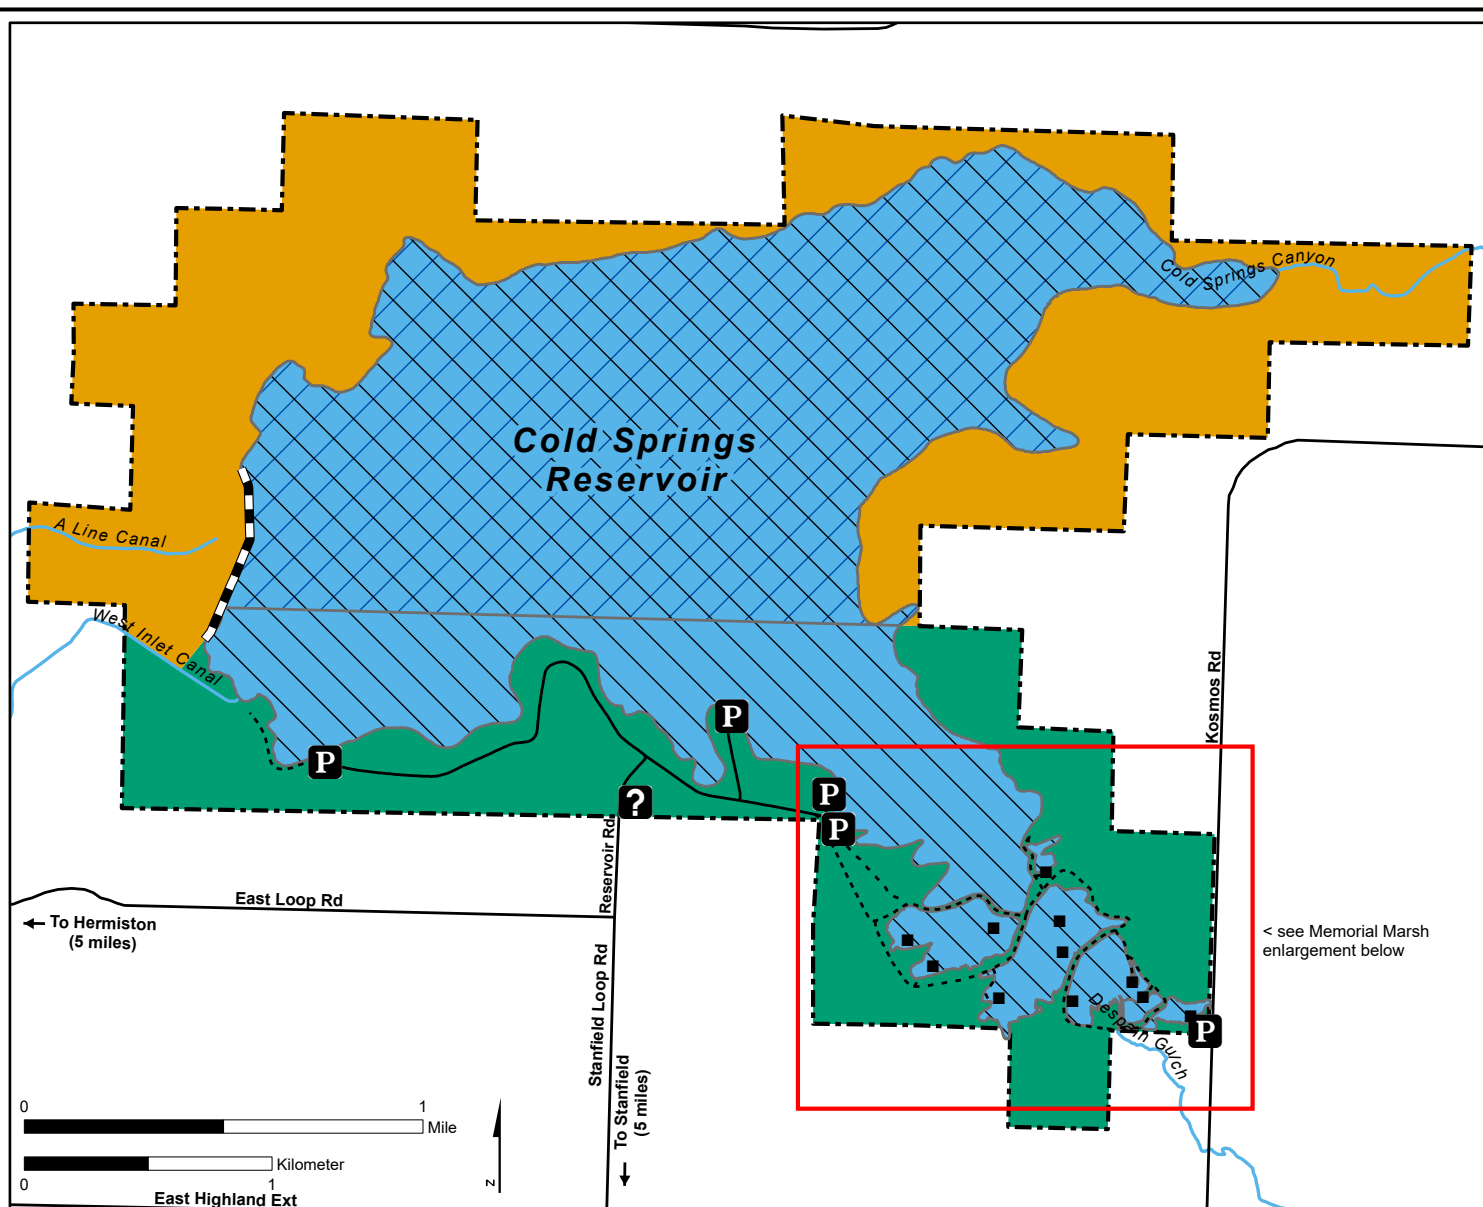 Cold Springs Canyon
Cold Springs
Reservoir
A Line Canal
West Inlet Canal
Kosmos Rd
P
P
P
?
P
P
Reservoir Rd
East Loop Rd
To Hermiston
(5 miles)
< see Memorial Marsh
enlargement below
Stanfield Loop Rd
Despain Gulch
To Stanfield
(5 miles)
0 1
Mile
Kilometer
0 1
z
East Highland Ext